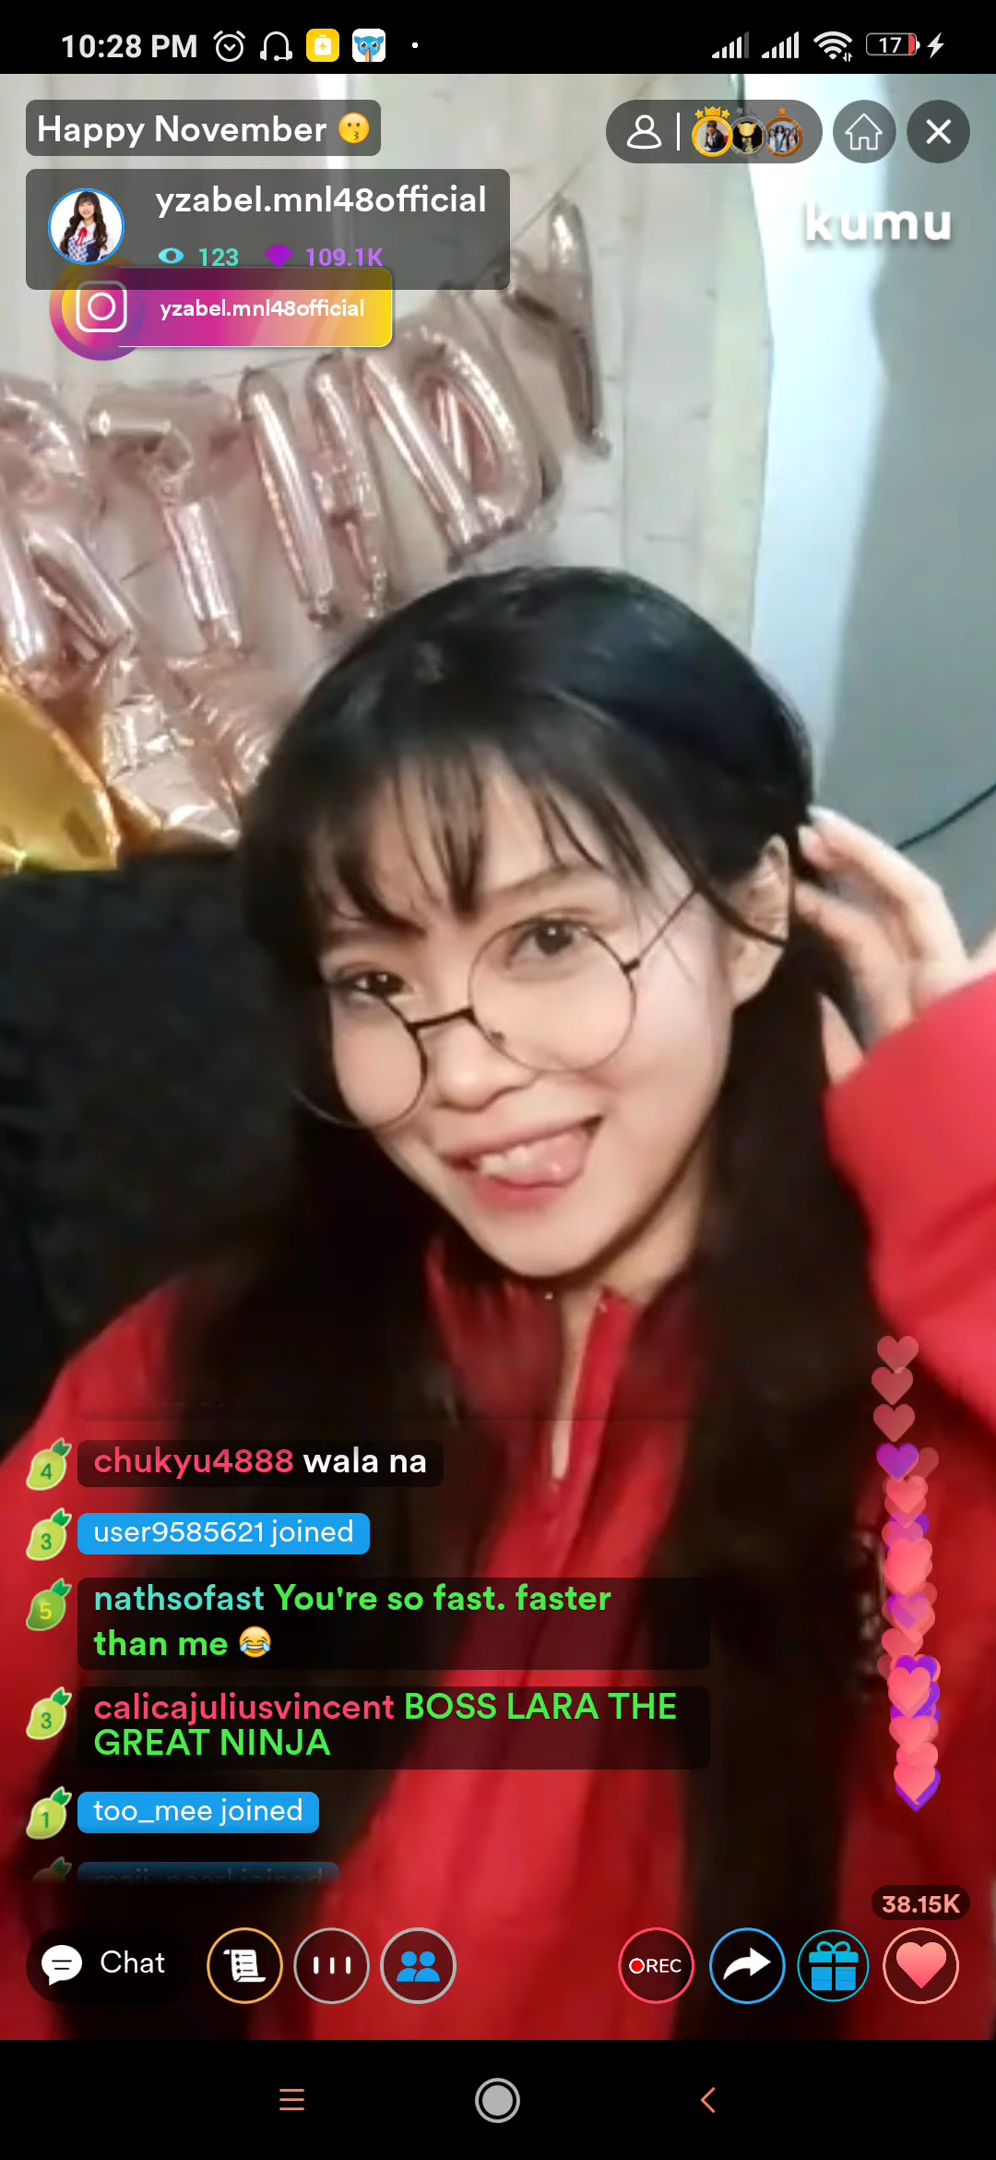 10:28 PM
17
Happy November 😗
yzabel.mnl48official
123 109.1K
kumu
yzabel.mnl48official
RTHDY
4 chukyu4888 wala na
3 user9585621 joined
5 nathsofast You're so fast. faster
than me 😂
3 calicajuliusvincent BOSS LARA THE
GREAT NINJA
1 too_mee joined
38.15K
Chat
REC